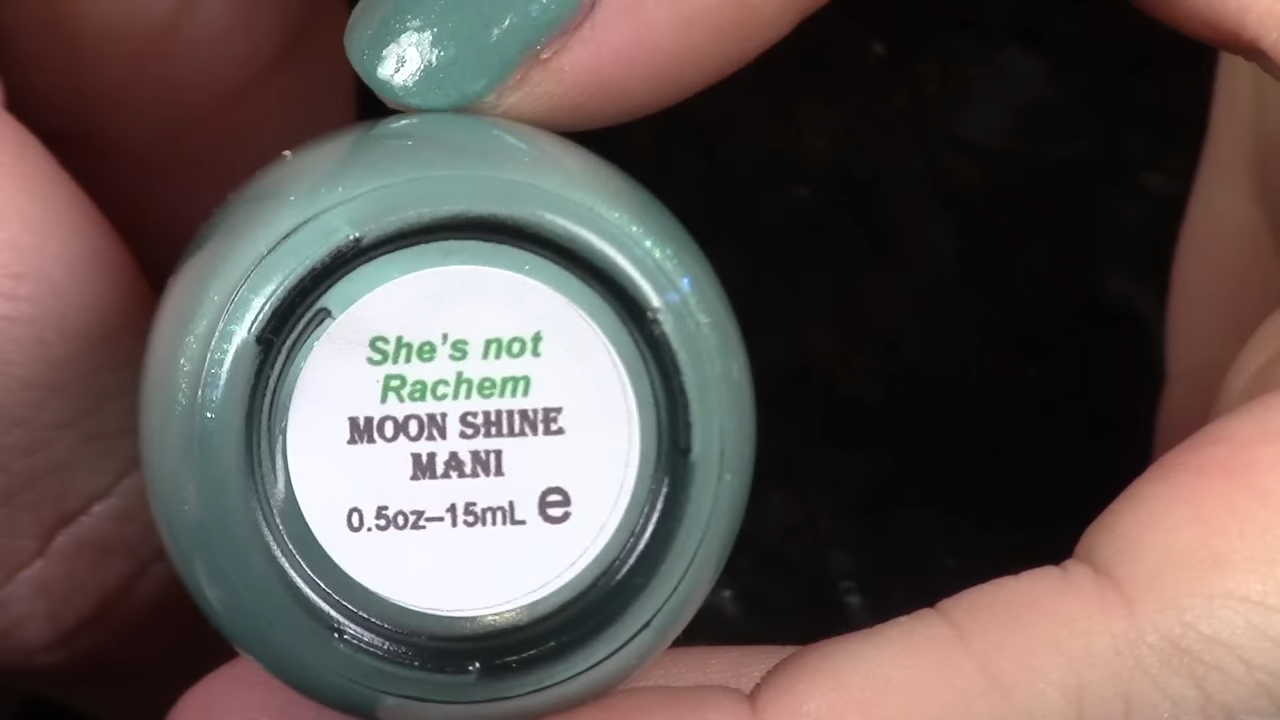 She's not
Rachem
MOON SHINE
MANI
0.5oz–15mL e